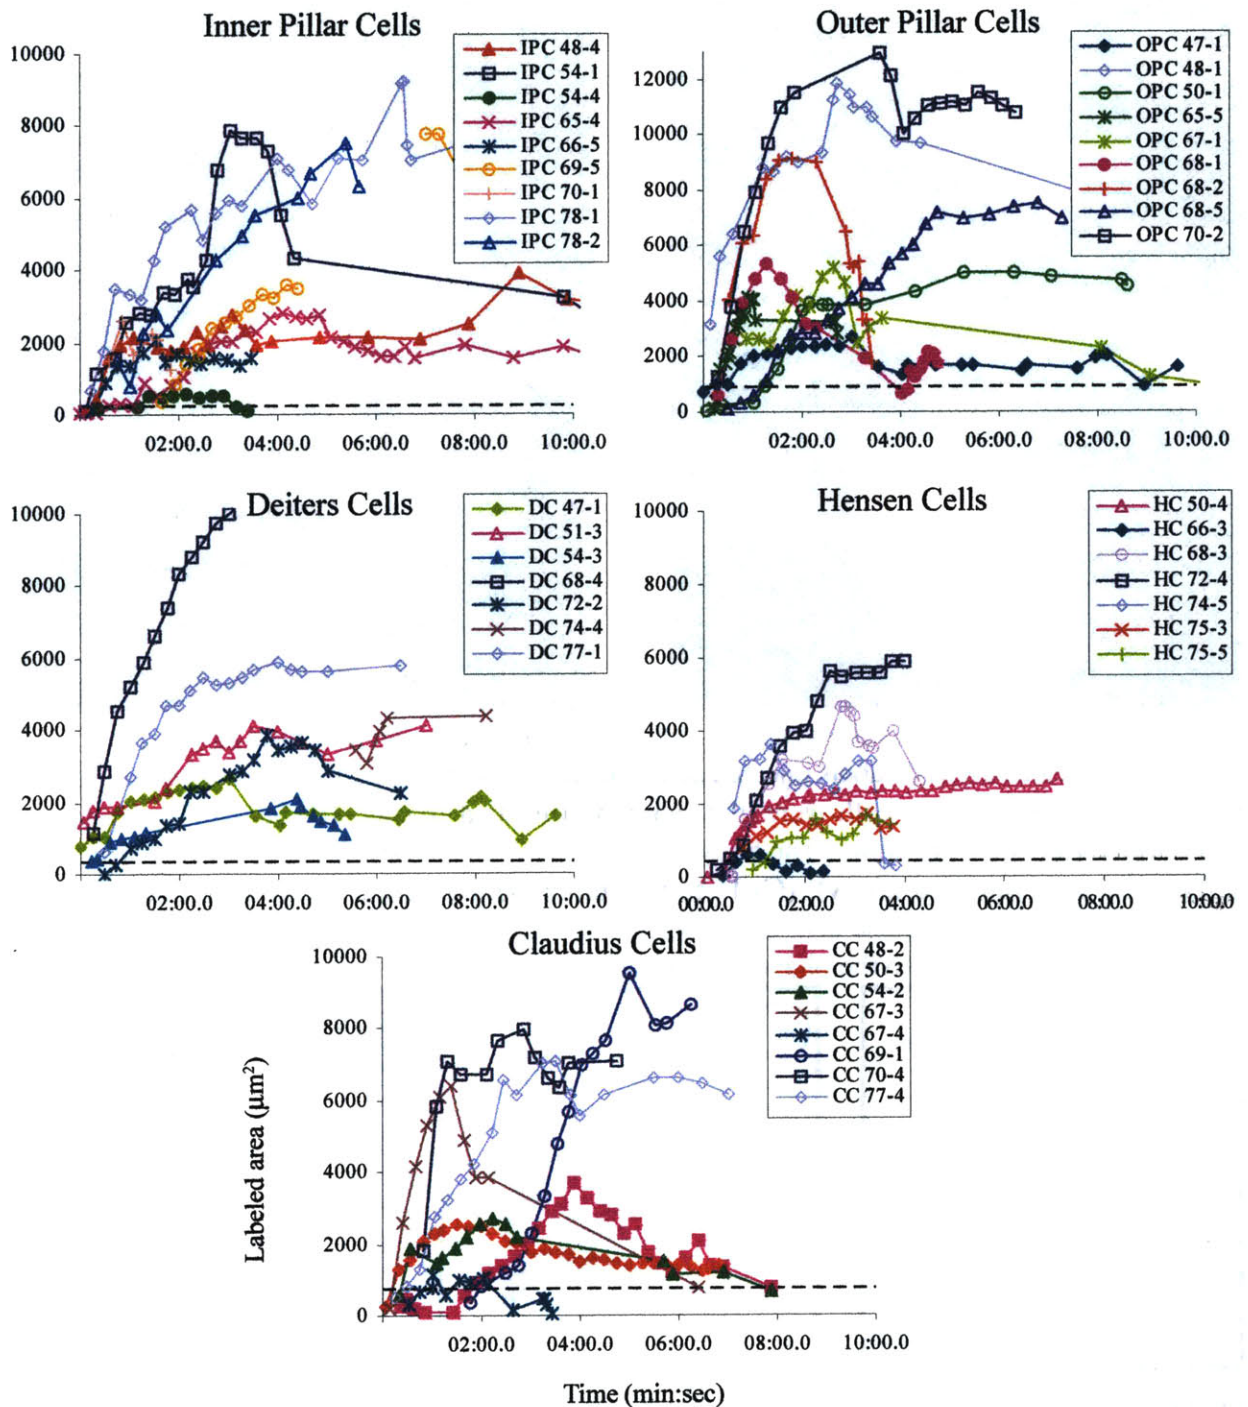 Inner Pillar Cells
10000
8000
6000
4000
2000
0
02:00.0 04:00.0 06:00.0 08:00.0 10:00.0
IPC 48-4
IPC 54-1
IPC 54-4
IPC 65-4
IPC 66-5
IPC 69-5
IPC 70-1
IPC 78-1
IPC 78-2
Outer Pillar Cells
12000
10000
8000
6000
4000
2000
0
02:00.0 04:00.0 06:00.0 08:00.0 10:00.0
OPC 47-1
OPC 48-1
OPC 50-1
OPC 65-5
OPC 67-1
OPC 68-1
OPC 68-2
OPC 68-5
OPC 70-2
Deiters Cells
10000
8000
6000
4000
2000
0
02:00.0 04:00.0 06:00.0 08:00.0 10:00.0
DC 47-1
DC 51-3
DC 54-3
DC 68-4
DC 72-2
DC 74-4
DC 77-1
Hensen Cells
10000
8000
6000
4000
2000
0
00:00.0 02:00.0 04:00.0 06:00.0 08:00.0 10:00.0
HC 50-4
HC 66-3
HC 68-3
HC 72-4
HC 74-5
HC 75-3
HC 75-5
Claudius Cells
10000
8000
6000
4000
2000
0
02:00.0 04:00.0 06:00.0 08:00.0 10:00.0
CC 48-2
CC 50-3
CC 54-2
CC 67-3
CC 67-4
CC 69-1
CC 70-4
CC 77-4
Labeled area (µm²)
Time (min:sec)